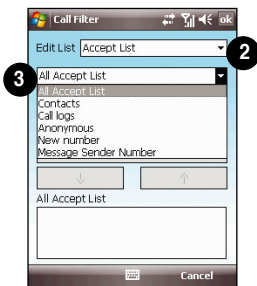 Call Filter
ok
Edit List Accept List
2
3
All Accept List
All Accept List
Contacts
Call logs
Anonymous
New number
Message Sender Number
All Accept List
Cancel